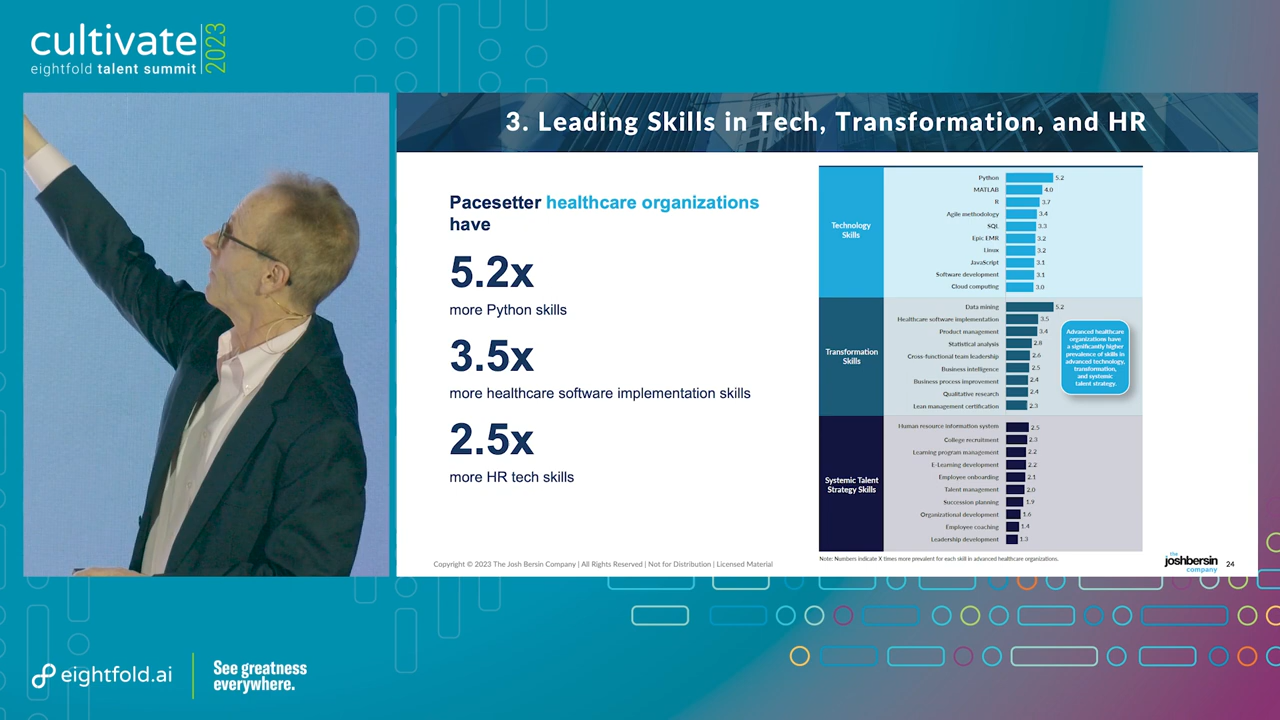 cultivate 2023
eightfold talent summit
3. Leading Skills in Tech, Transformation, and HR
Pacesetter healthcare organizations
have
5.2x
more Python skills
3.5x
more healthcare software implementation skills
2.5x
more HR tech skills
Technology
Skills
Python 5.2
MATLAB 4.0
R 3.7
Agile methodology 3.4
SQL 3.3
Epic EMR 3.2
Linux 3.2
JavaScript 3.1
Software development 3.1
Cloud computing 3.0
Transformation
Skills
Data mining 5.2
Healthcare software implementation 3.5
Product management 3.4
Statistical analysis 2.8
Cross-functional team leadership 2.6
Business intelligence 2.5
Business process improvement 2.4
Qualitative research 2.4
Lean management certification 2.3
Advanced healthcare
organizations have
a significantly higher
prevalence of skills in
advanced technology,
transformation,
and systemic
talent strategy.
Systemic Talent
Strategy Skills
Human resource information system 2.5
College recruitment 2.3
Learning program management 2.2
E-Learning development 2.2
Employee onboarding 2.1
Talent management 2.0
Succession planning 1.9
Organizational development 1.6
Employee coaching 1.4
Leadership development 1.3
Note: Numbers indicate X times more prevalent for each skill in advanced healthcare organizations.
Copyright © 2023 The Josh Bersin Company | All Rights Reserved | Not for Distribution | Licensed Material
the
joshbersin
company
24
eightfold.ai
See greatness
everywhere.